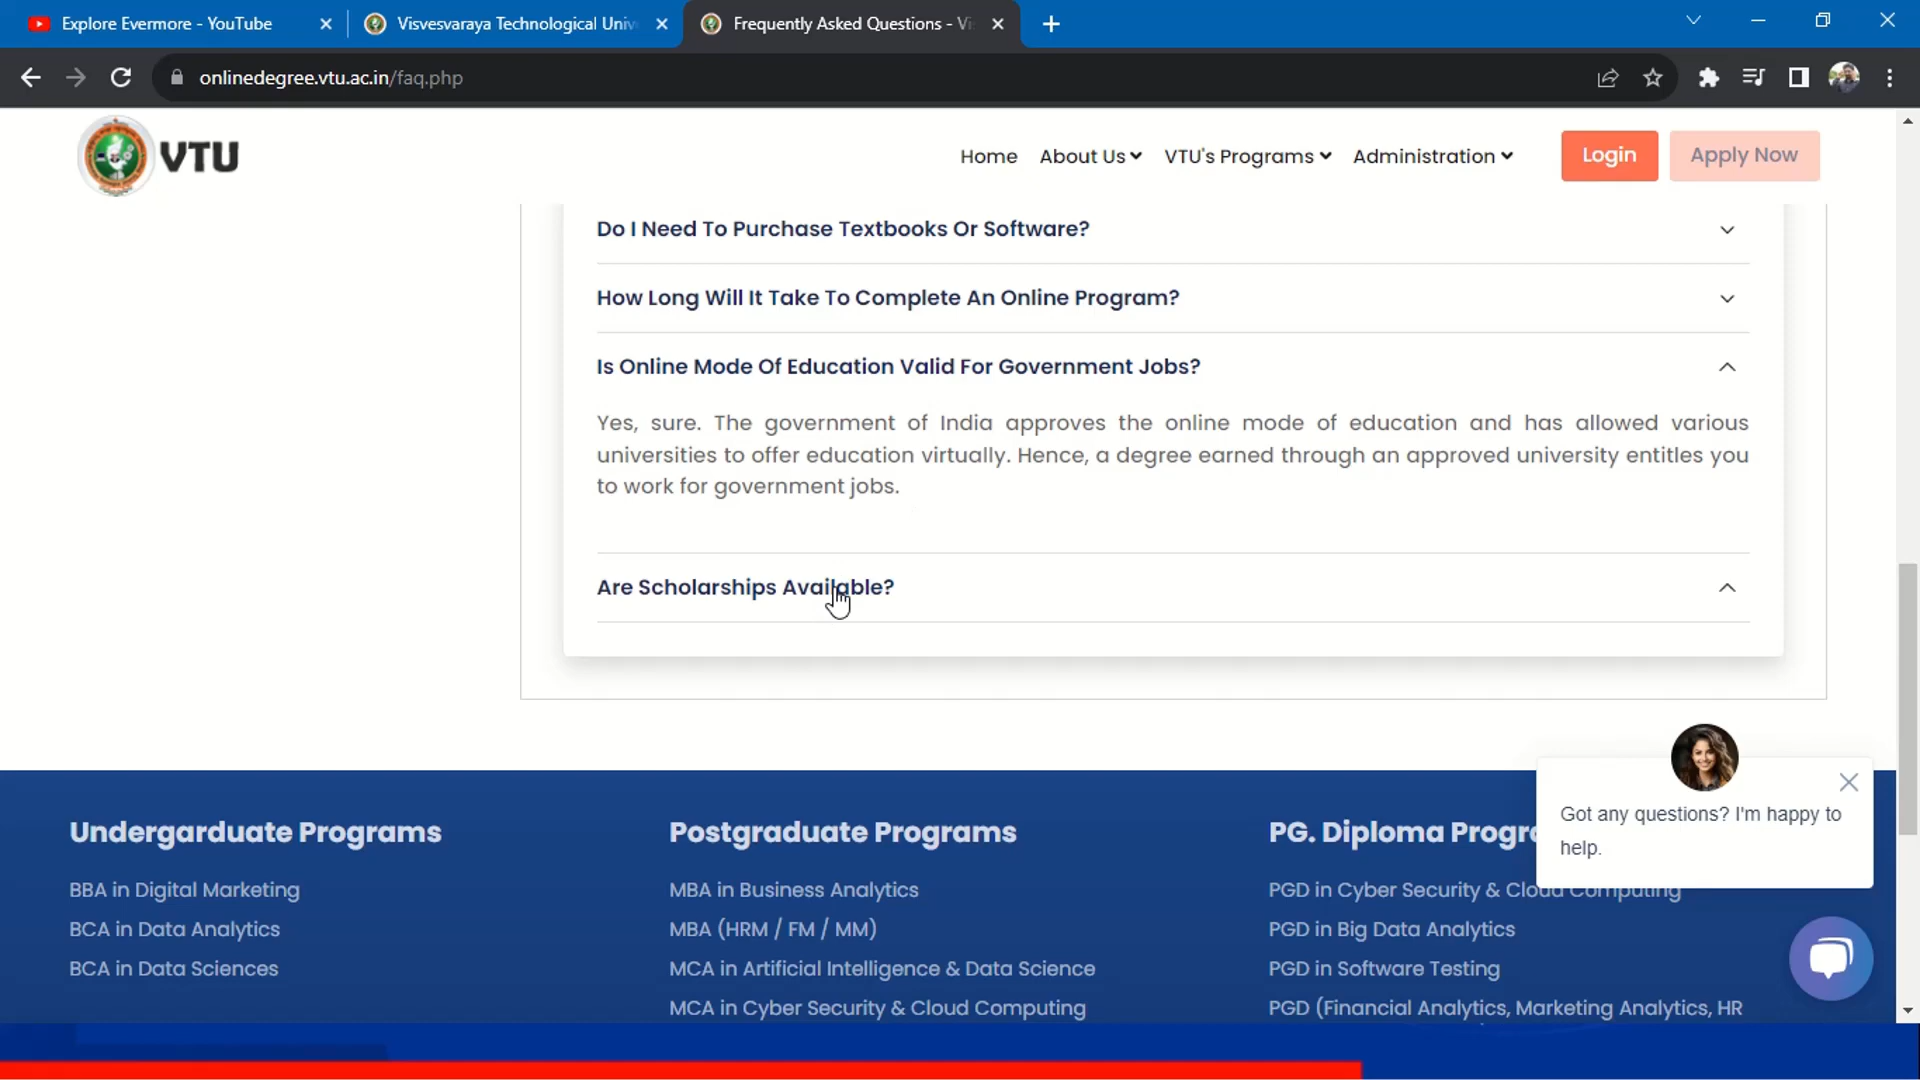 Explore Evermore - YouTube
Visvesvaraya Technological Univ
Frequently Asked Questions - Vi
onlinedegree.vtu.ac.in/faq.php
VTU
Home
About Us
VTU's Programs
Administration
Login
Apply Now
Do I Need To Purchase Textbooks Or Software?
How Long Will It Take To Complete An Online Program?
Is Online Mode Of Education Valid For Government Jobs?
Yes, sure. The government of India approves the online mode of education and has allowed various
universities to offer education virtually. Hence, a degree earned through an approved university entitles you
to work for government jobs.
Are Scholarships Available?
Got any questions? I'm happy to
help.
Undergarduate Programs
BBA in Digital Marketing
BCA in Data Analytics
BCA in Data Sciences
Postgraduate Programs
MBA in Business Analytics
MBA (HRM / FM / MM)
MCA in Artificial Intelligence & Data Science
MCA in Cyber Security & Cloud Computing
PG. Diploma Progra
PGD in Cyber Security & Cloud Computing
PGD in Big Data Analytics
PGD in Software Testing
PGD (Financial Analytics, Marketing Analytics, HR